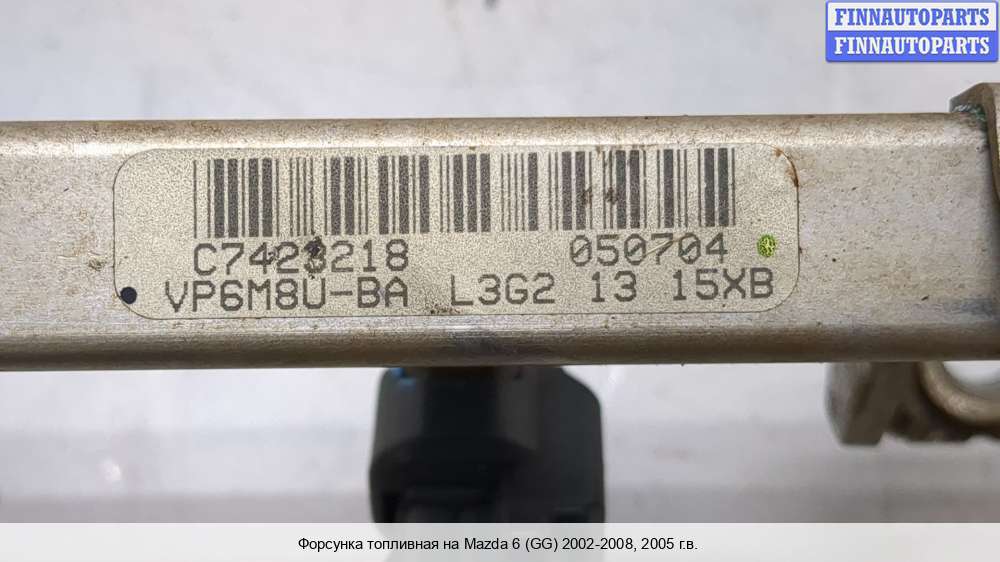 FINNAUTOPARTS
FINNAUTOPARTS
C7423218 050704
VP6M8U-BA L3G2 13 15XB
Форсунка топливная на Mazda 6 (GG) 2002-2008, 2005 г.в.